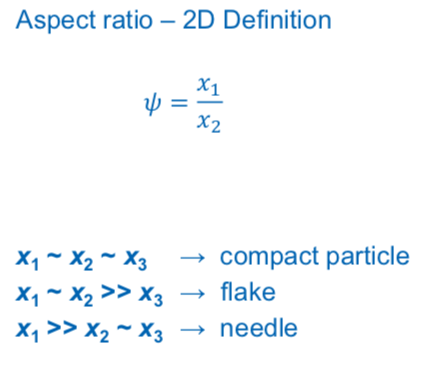 Aspect ratio – 2D Definition
ψ = x₁/x₂
x₁ ~ x₂ ~ x₃ → compact particle
x₁ ~ x₂ >> x₃ → flake
x₁ >> x₂ ~ x₃ → needle